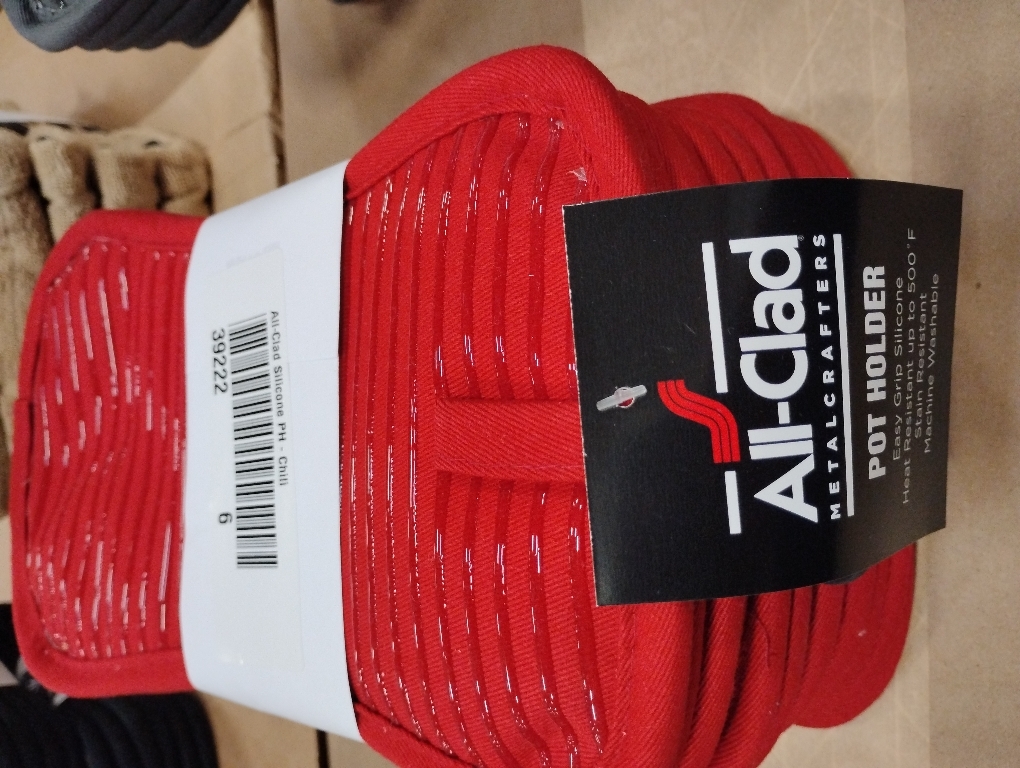 All-Clad Silicone PH - Chili
39222
6
All-Clad®
METALCRAFTERS
POT HOLDER
Easy Grip Silicone
Heat Resistant up to 500°F
Stain Resistant
Machine Washable